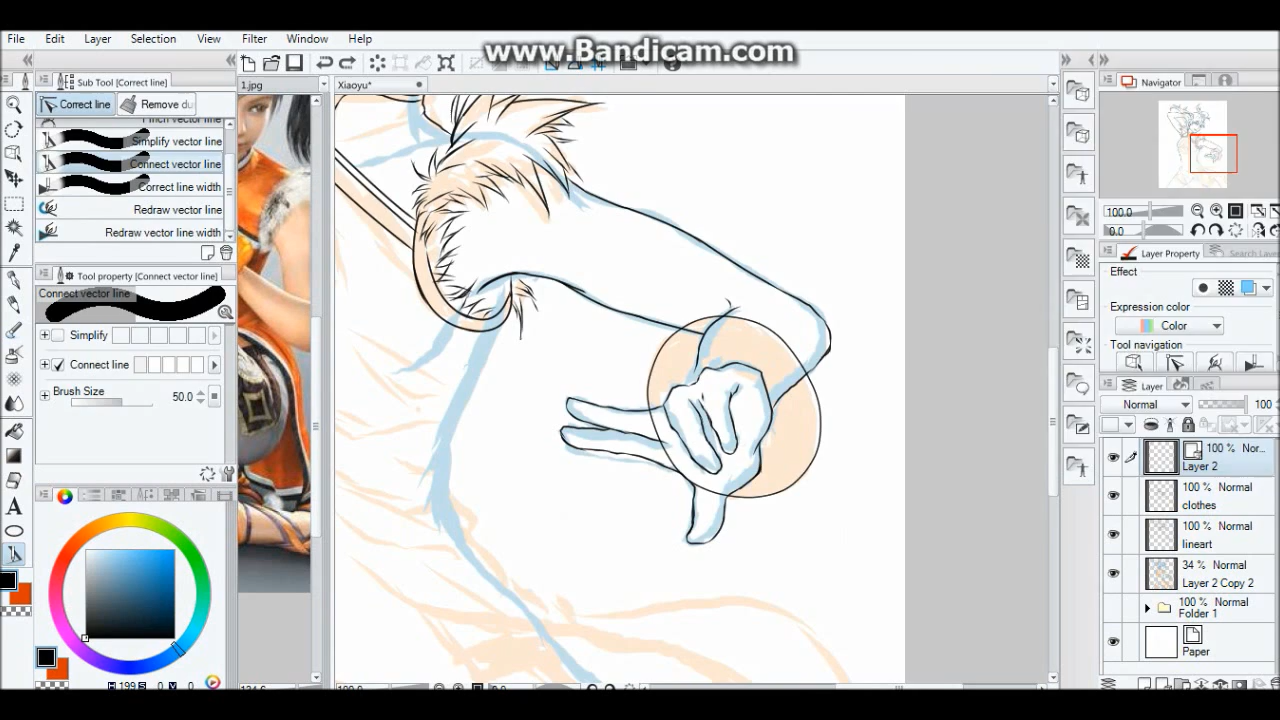 www.Bandicam.com
File Edit Layer Selection View Filter Window Help
Sub Tool [Correct line]
1.jpg
Xiaoyu*
Navigator
Correct line
Remove du
Pinch vector line
Simplify vector line
Connect vector line
Correct line width
Redraw vector line
Redraw vector line width
100.0
0.0
Layer Property
Search Layer
Tool property [Connect vector line]
Connect vector line
Effect
Expression color
Color
Simplify
Tool navigation
Connect line
Brush Size
50.0
Layer
Normal
100
100 % Nor...
Layer 2
100 % Normal
clothes
100 % Normal
lineart
34 % Normal
Layer 2 Copy 2
100 % Normal
Folder 1
Paper
H 199 S 0 V 0